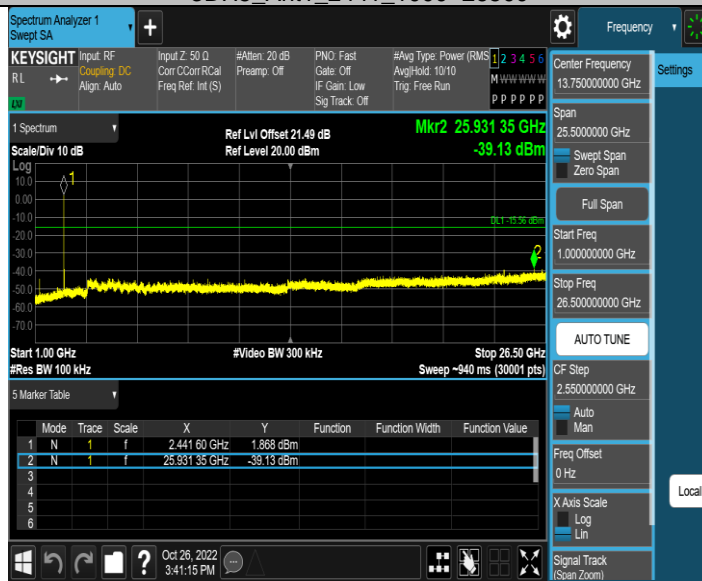 Spectrum Analyzer 1
Swept SA
Frequency
KEYSIGHT
RL
LXI
Input: RF
Coupling: DC
Align: Auto
Input Z: 50 Ω
Corr CCorr RCal
Freq Ref: Int (S)
#Atten: 20 dB
Preamp: Off
PNO: Fast
Gate: Off
IF Gain: Low
Sig Track: Off
#Avg Type: Power (RMS
Avg|Hold: 10/10
Trig: Free Run
1 2 3 4 5 6
M W W W W W
P P P P P P
Center Frequency
13.750000000 GHz
Settings
Span
25.5000000 GHz
Swept Span
Zero Span
Full Span
Start Freq
1.00000000 GHz
Stop Freq
26.500000000 GHz
AUTO TUNE
CF Step
2.550000000 GHz
Auto
Man
Freq Offset
0 Hz
X Axis Scale
Log
Lin
Signal Track
(Span Zoom)
Local
1 Spectrum
Scale/Div 10 dB
Ref Lvl Offset 21.49 dB
Ref Level 20.00 dBm
Mkr2 25.931 35 GHz
-39.13 dBm
Log
10.0
0.00
-10.0
-20.0
-30.0
-40.0
-50.0
-60.0
-70.0
1
DL1 -15.56 dBm
2
Start 1.00 GHz
#Res BW 100 kHz
#Video BW 300 kHz
Stop 26.50 GHz
Sweep ~940 ms (30001 pts)
5 Marker Table
Mode Trace Scale X Y Function Function Width Function Value
1 N 1 f 2.441 60 GHz 1.868 dBm
2 N 1 f 25.931 35 GHz -39.13 dBm
3
4
5
6
Oct 26, 2022
3:41:15 PM